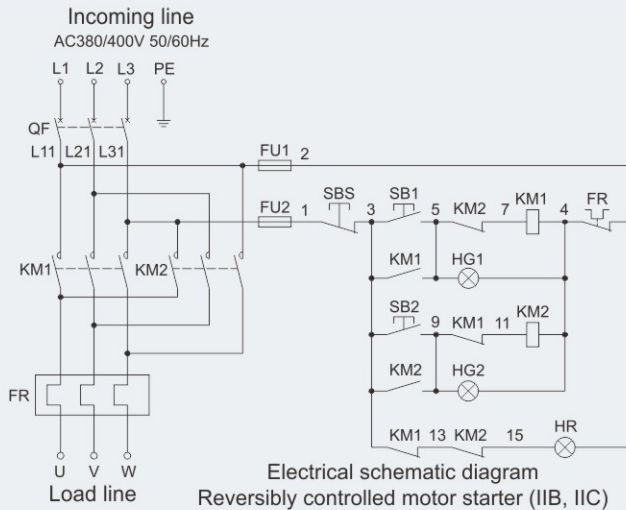 Incoming line
AC380/400V 50/60Hz
L1 L2 L3 PE
QF
L11 L21 L31
FU1 2
FU2 1 SBS 3 SB1 5 KM2 7 KM1 4 FR
KM1 KM2
KM1 HG1
SB2 9 KM1 11 KM2
KM2 HG2
FR
KM1 13 KM2 15 HR
U V W
Load line
Electrical schematic diagram
Reversibly controlled motor starter (IIB, IIC)